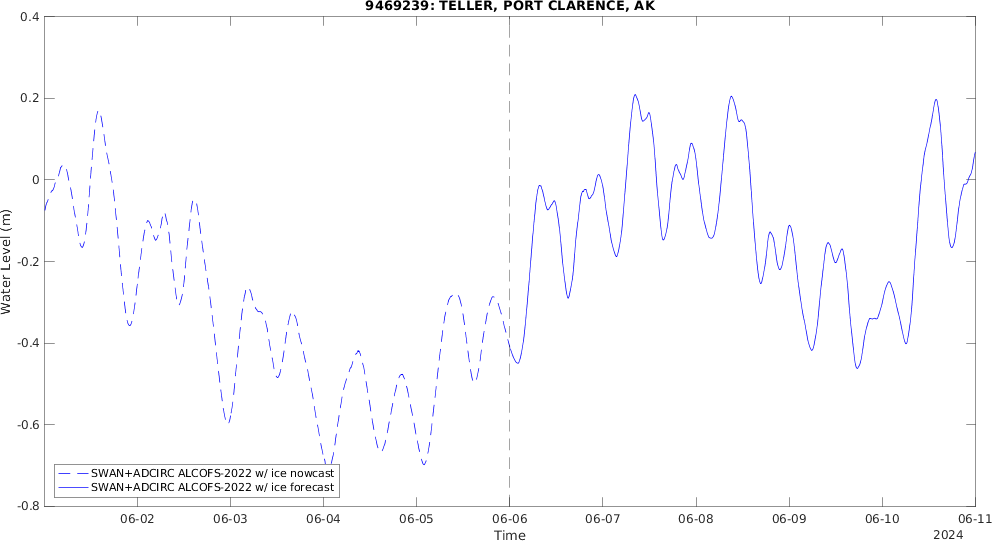 9469239: TELLER, PORT CLARENCE, AK
0.4
0.2
0
-0.2
-0.4
-0.6
-0.8
Water Level (m)
SWAN+ADCIRC ALCOFS-2022 w/ ice nowcast
SWAN+ADCIRC ALCOFS-2022 w/ ice forecast
06-02 06-03 06-04 06-05 06-06 06-07 06-08 06-09 06-10 06-11
Time
2024